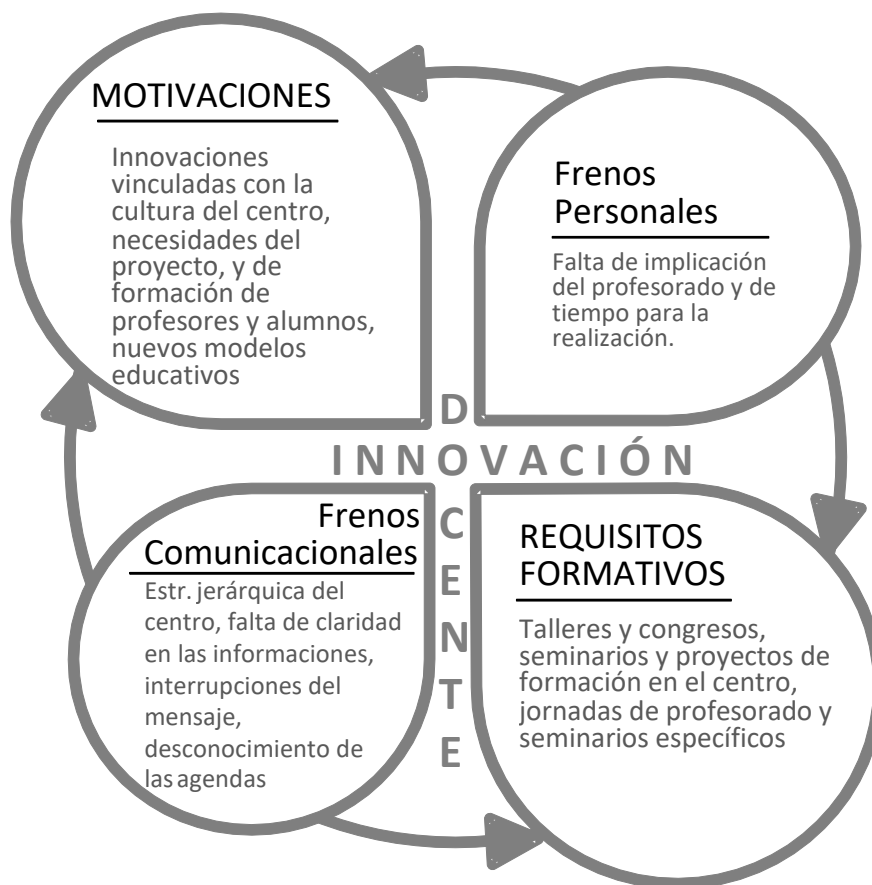 MOTIVACIONES
Innovaciones
vinculadas con la
cultura del centro,
necesidades del
proyecto, y de
formación de
profesores y alumnos,
nuevos modelos
educativos
Frenos
Personales
Falta de implicación
del profesorado y de
tiempo para la
realización.
INNOVACIÓN
DOCENTE
Frenos
Comunicacionales
Estr. jerárquica del
centro, falta de claridad
en las informaciones,
interrupciones del
mensaje,
desconocimiento de
las agendas
REQUISITOS
FORMATIVOS
Talleres y congresos,
seminarios y proyectos de
formación en el centro,
jornadas de profesorado y
seminarios específicos